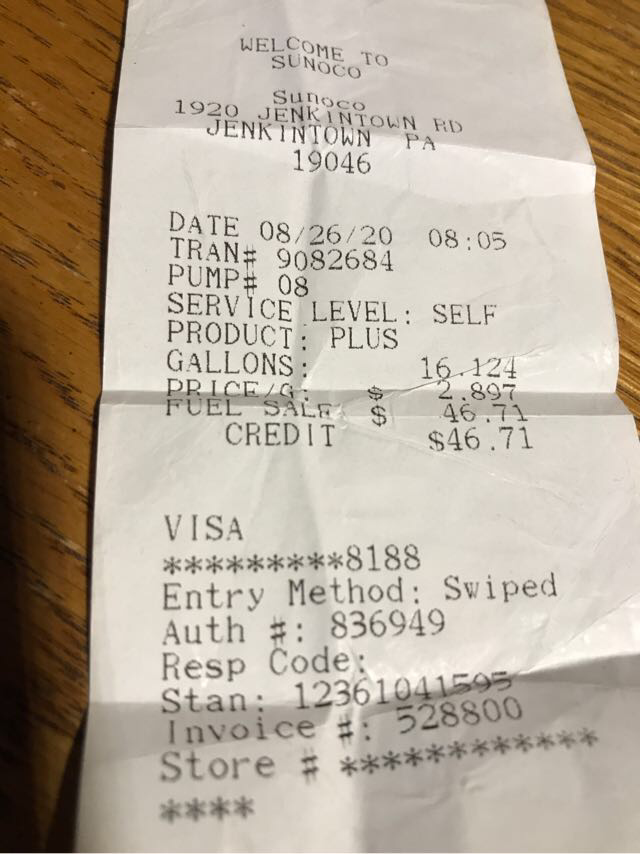 WELCOME TO
SUNOCO
Sunoco
1920 JENKINTOWN RD
JENKINTOWN PA
19046
DATE 08/26/20 08:05
TRAN# 9082684
PUMP# 08
SERVICE LEVEL: SELF
PRODUCT: PLUS
GALLONS: 16.124
PRICE/G: $ 2.897
FUEL SALE $ 46.71
CREDIT $46.71
VISA
*********8188
Entry Method: Swiped
Auth #: 836949
Resp Code:
Stan: 12361041595
Invoice #: 528800
Store # ************
****